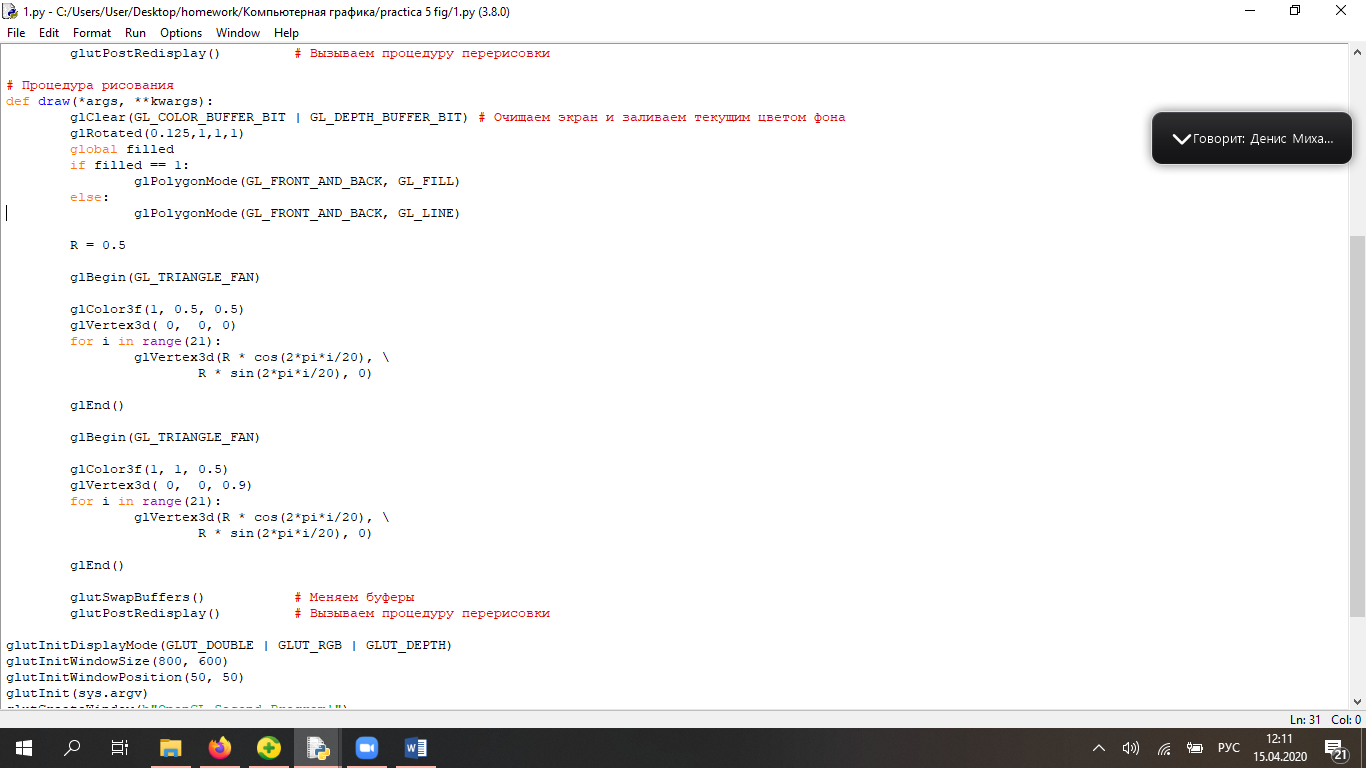 1.py - C:/Users/User/Desktop/homework/Компьютерная графика/practica 5 fig/1.py (3.8.0)
File Edit Format Run Options Window Help
glutPostRedisplay() # Вызываем процедуру перерисовки
# Процедура рисования
def draw(*args, **kwargs):
glClear(GL_COLOR_BUFFER_BIT | GL_DEPTH_BUFFER_BIT) # Очищаем экран и заливаем текущим цветом фона
glRotated(0.125,1,1,1)
global filled
if filled == 1:
glPolygonMode(GL_FRONT_AND_BACK, GL_FILL)
else:
glPolygonMode(GL_FRONT_AND_BACK, GL_LINE)
R = 0.5
glBegin(GL_TRIANGLE_FAN)
glColor3f(1, 0.5, 0.5)
glVertex3d( 0,  0, 0)
for i in range(21):
glVertex3d(R * cos(2*pi*i/20), \
R * sin(2*pi*i/20), 0)
glEnd()
glBegin(GL_TRIANGLE_FAN)
glColor3f(1, 1, 0.5)
glVertex3d( 0,  0, 0.9)
for i in range(21):
glVertex3d(R * cos(2*pi*i/20), \
R * sin(2*pi*i/20), 0)
glEnd()
glutSwapBuffers() # Меняем буферы
glutPostRedisplay() # Вызываем процедуру перерисовки
glutInitDisplayMode(GLUT_DOUBLE | GLUT_RGB | GLUT_DEPTH)
glutInitWindowSize(800, 600)
glutInitWindowPosition(50, 50)
glutInit(sys.argv)
glutCreateWindow(b"OpenGL Second Program!")
Говорит: Денис Миха...
Ln: 31 Col: 0
РУС
12:11
15.04.2020
21